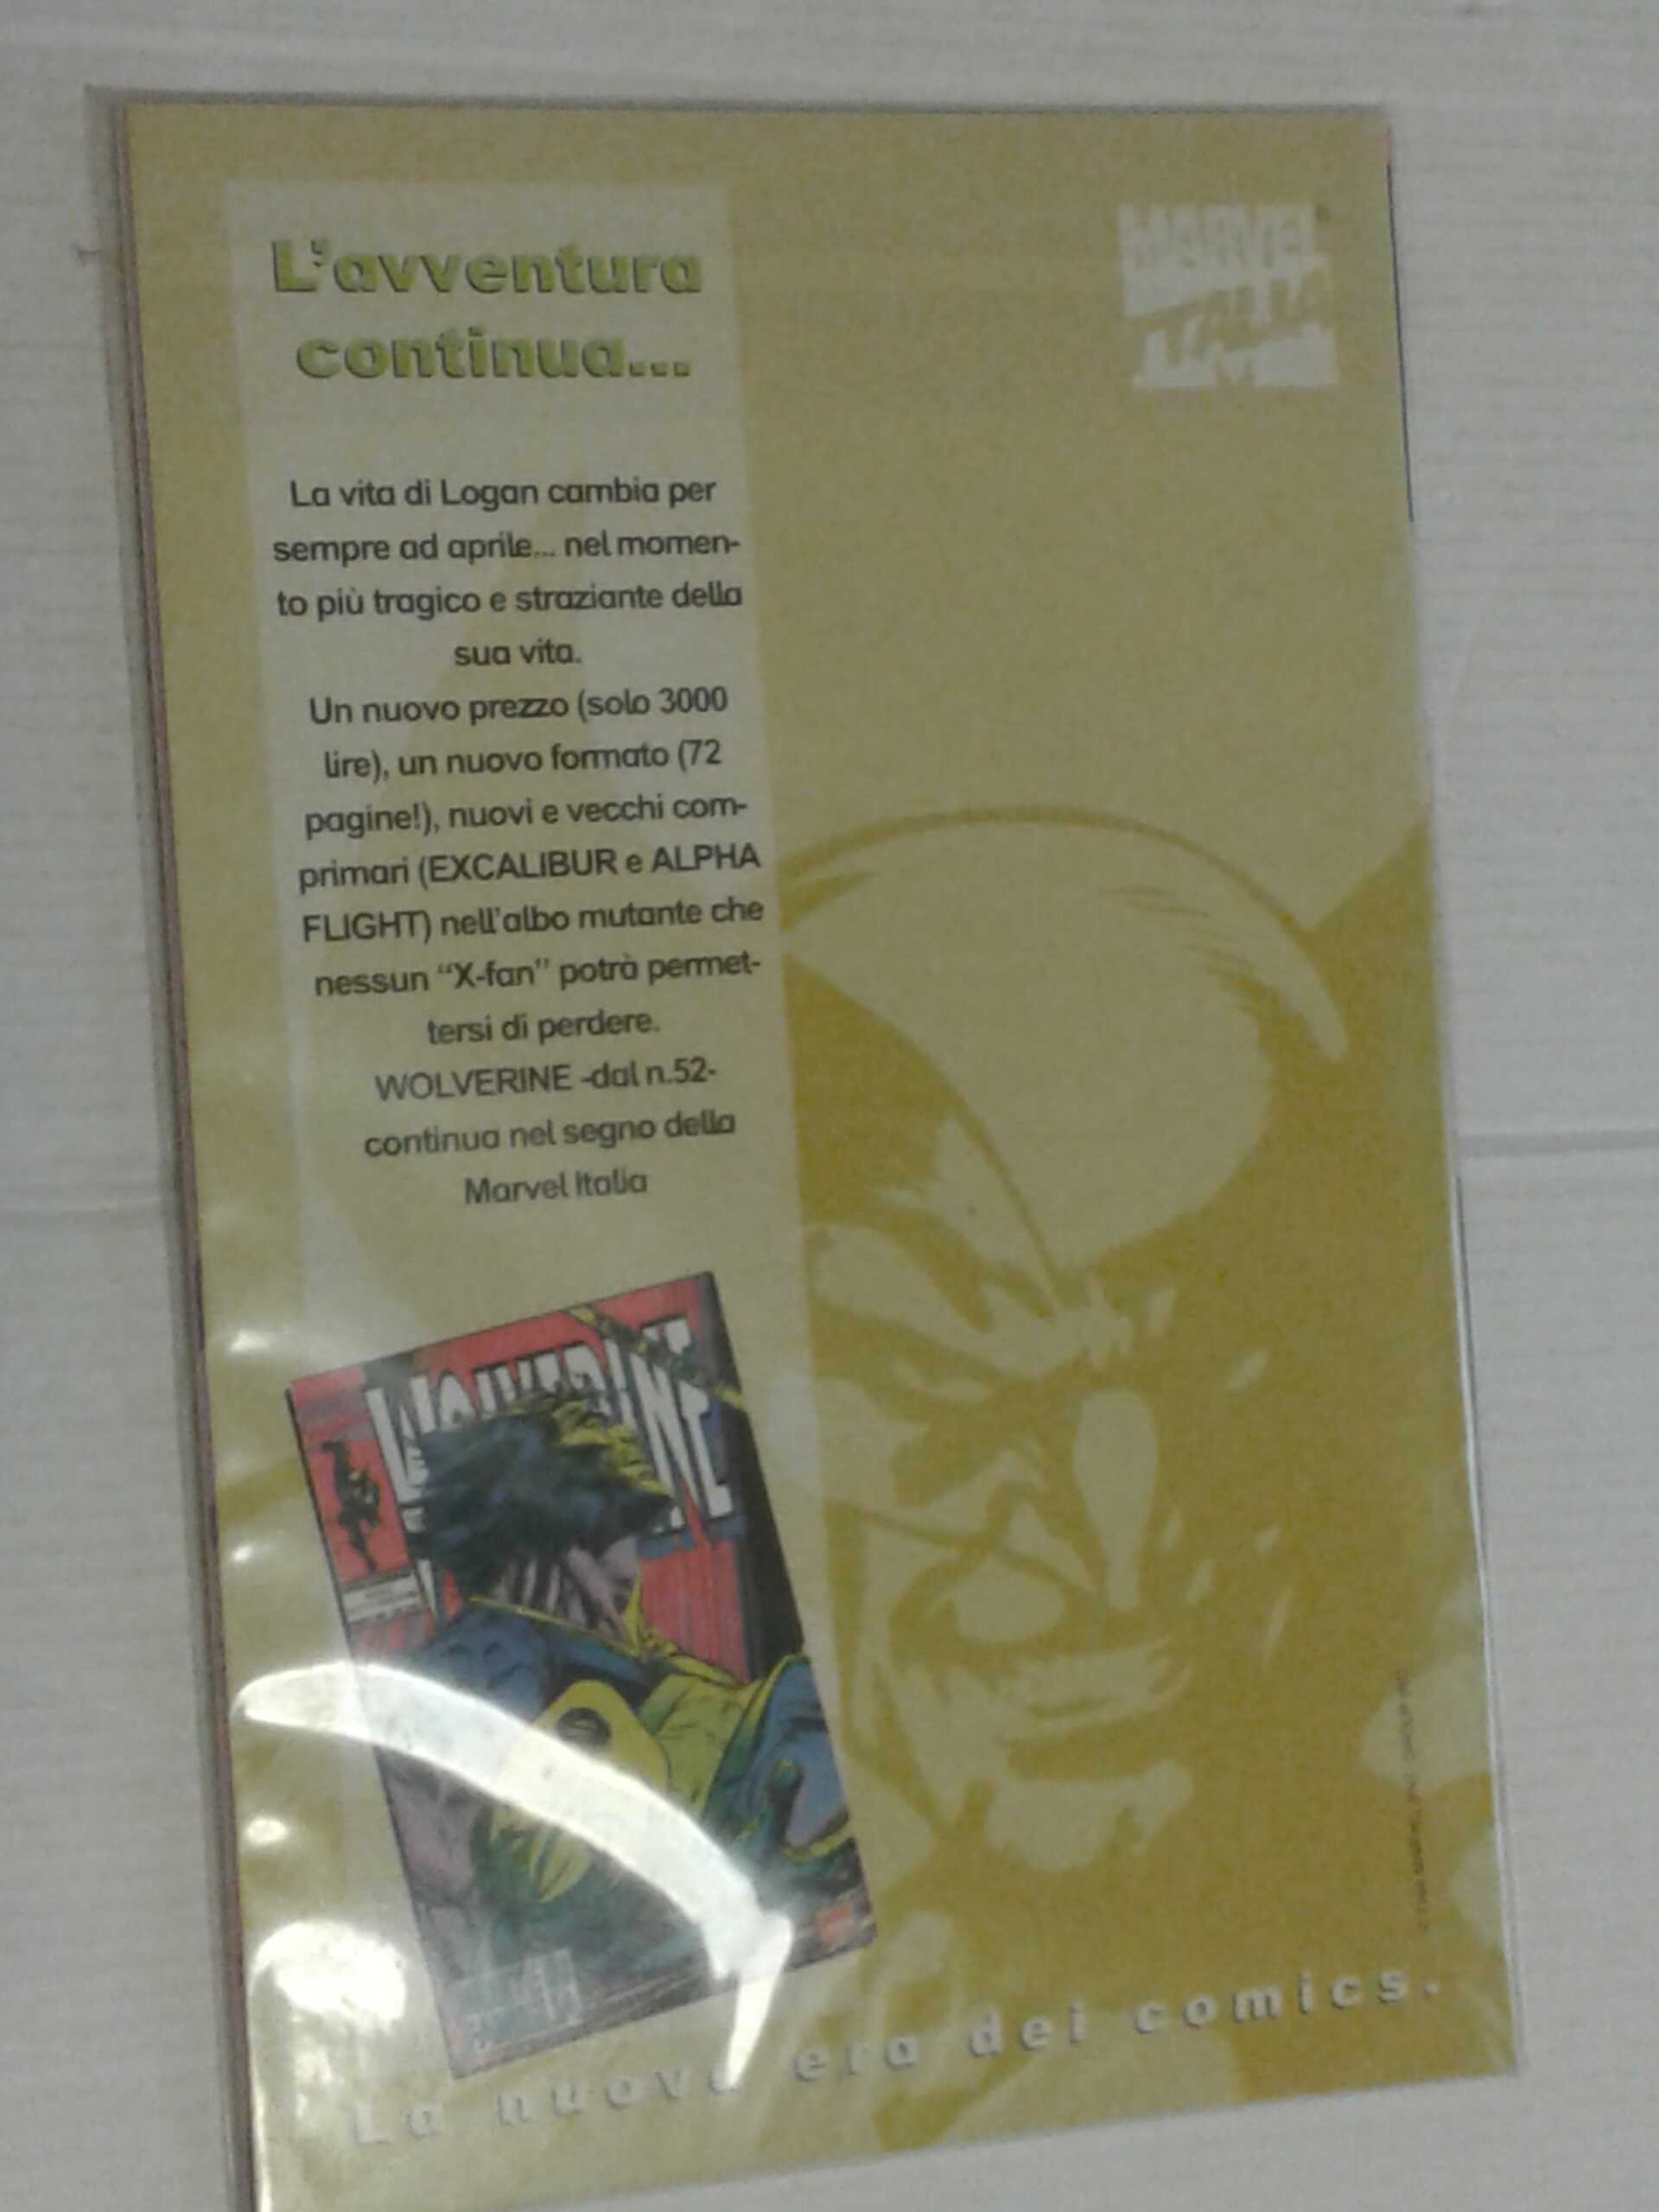 L'avventura
continua...
MARVEL
ITALIA
La vita di Logan cambia per
sempre ad aprile... nel momen-
to più tragico e straziante della
sua vita.
Un nuovo prezzo (solo 3000
lire), un nuovo formato (72
pagine!), nuovi e vecchi com-
primari (EXCALIBUR e ALPHA
FLIGHT) nell'albo mutante che
nessun "X-fan" potrà permet-
tersi di perdere.
WOLVERINE -dal n.52-
continua nel segno della
Marvel Italia
WOLVERINE
La nuova era dei comics.